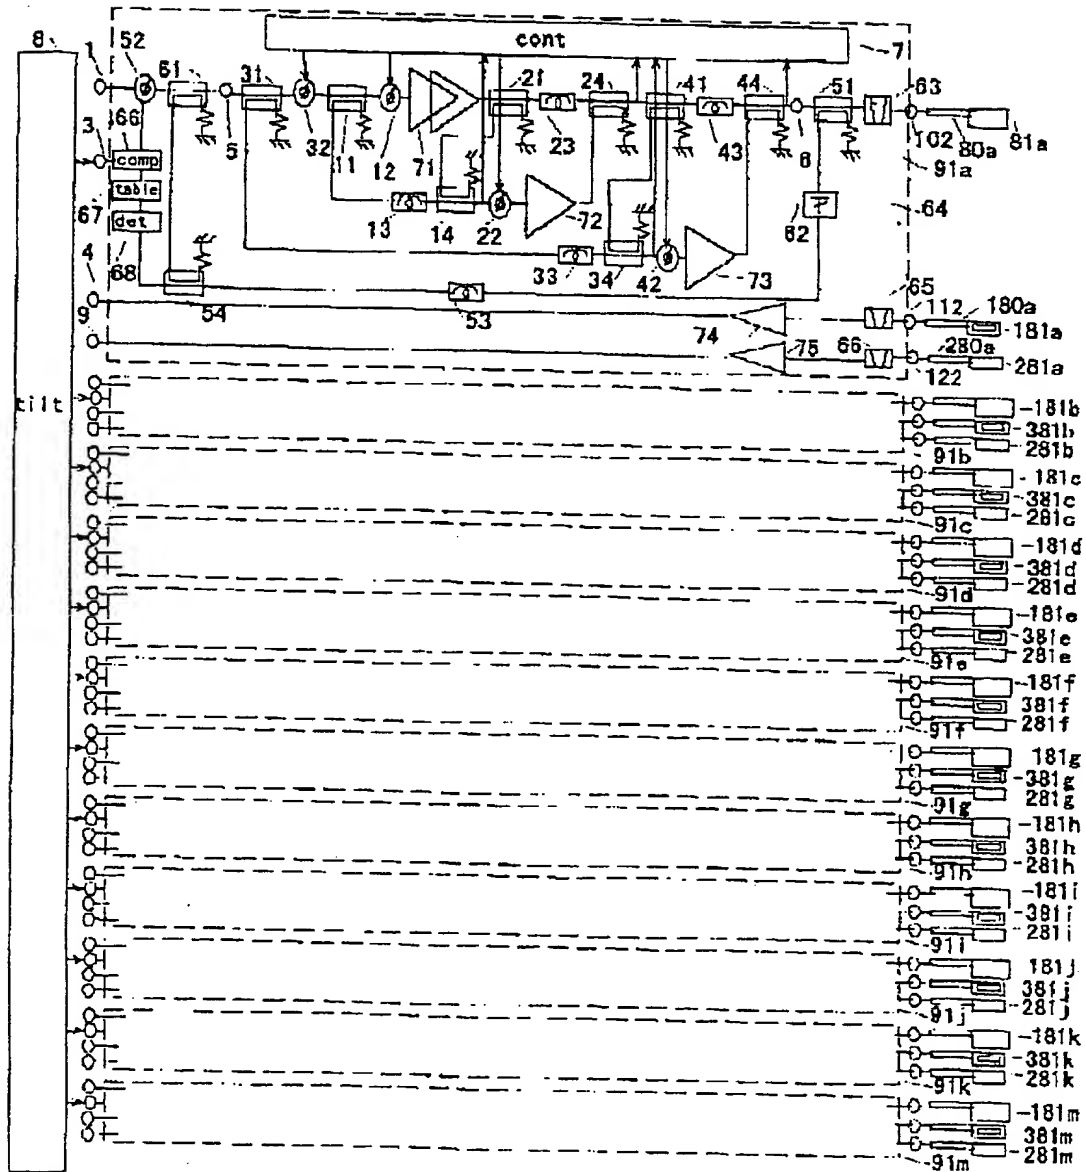 8
cont
7
1
52
61
31
21
24
41
44
51
63
66
3
comp
5
32
11
12
71
23
43
6
102
80a
81a
91a
67
table
dot
68
13
14
22
72
62
64
33
34
42
73
4
54
53
65
112
180a
181a
9
74
75
66
122
280a
281a
tilt
181b
381b
281b
91b
181c
381c
281c
91c
181d
381d
281d
91d
181e
381e
281e
91e
181f
381f
281f
91f
181g
381g
281g
91g
181h
381h
281h
91h
181i
381i
281i
91i
181j
381j
281j
91j
181k
381k
281k
91k
181m
381m
281m
91m